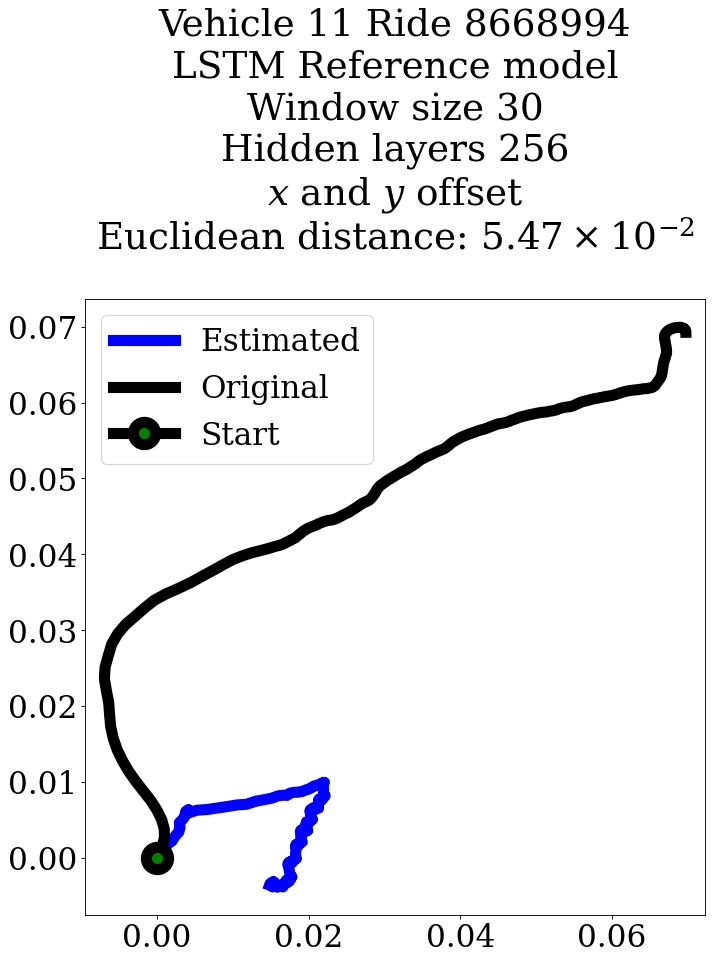 Vehicle 11 Ride 8668994
LSTM Reference model
Window size 30
Hidden layers 256
x and y offset
Euclidean distance: 5.47 × 10⁻²
Estimated
Original
Start
0.07
0.06
0.05
0.04
0.03
0.02
0.01
0.00
0.00 0.02 0.04 0.06